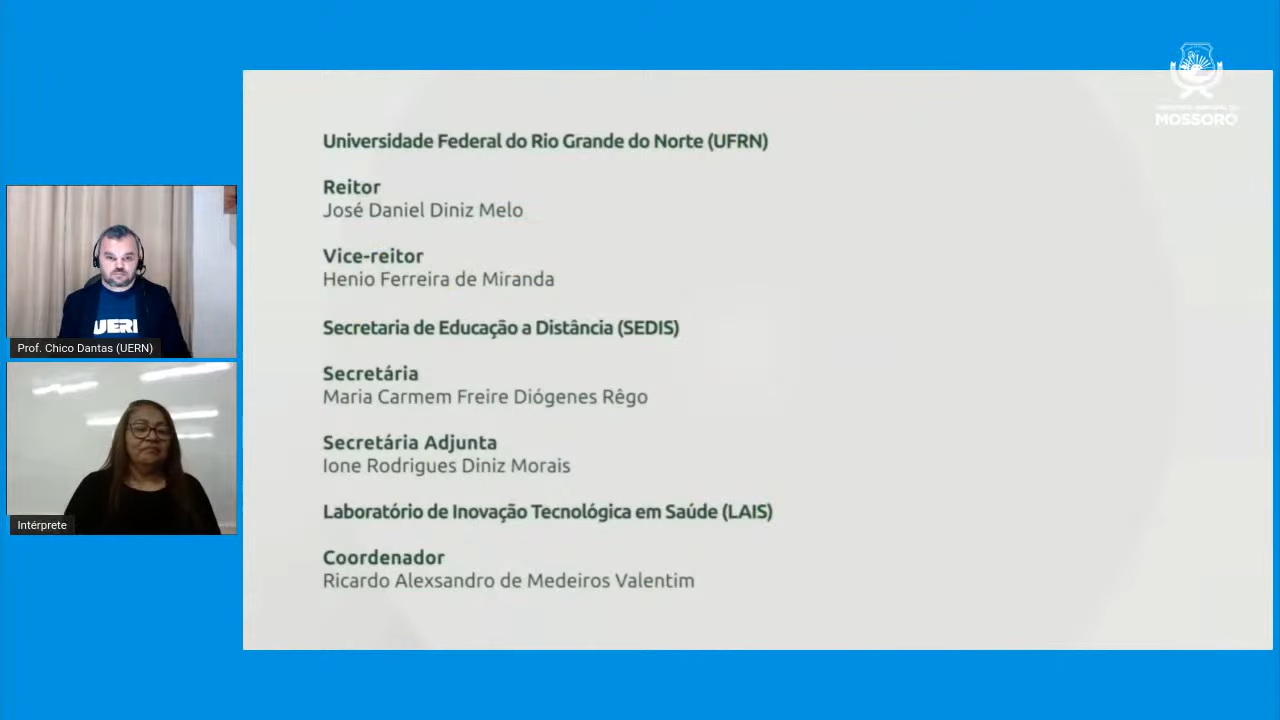 MOSSORÓ
Universidade Federal do Rio Grande do Norte (UFRN)
Reitor
José Daniel Diniz Melo
Vice-reitor
Henio Ferreira de Miranda
Secretaria de Educação a Distância (SEDIS)
Secretária
Maria Carmem Freire Diógenes Rêgo
Secretária Adjunta
Ione Rodrigues Diniz Morais
Laboratório de Inovação Tecnológica em Saúde (LAIS)
Coordenador
Ricardo Alexsandro de Medeiros Valentim
Prof. Chico Dantas (UERN)
Intérprete